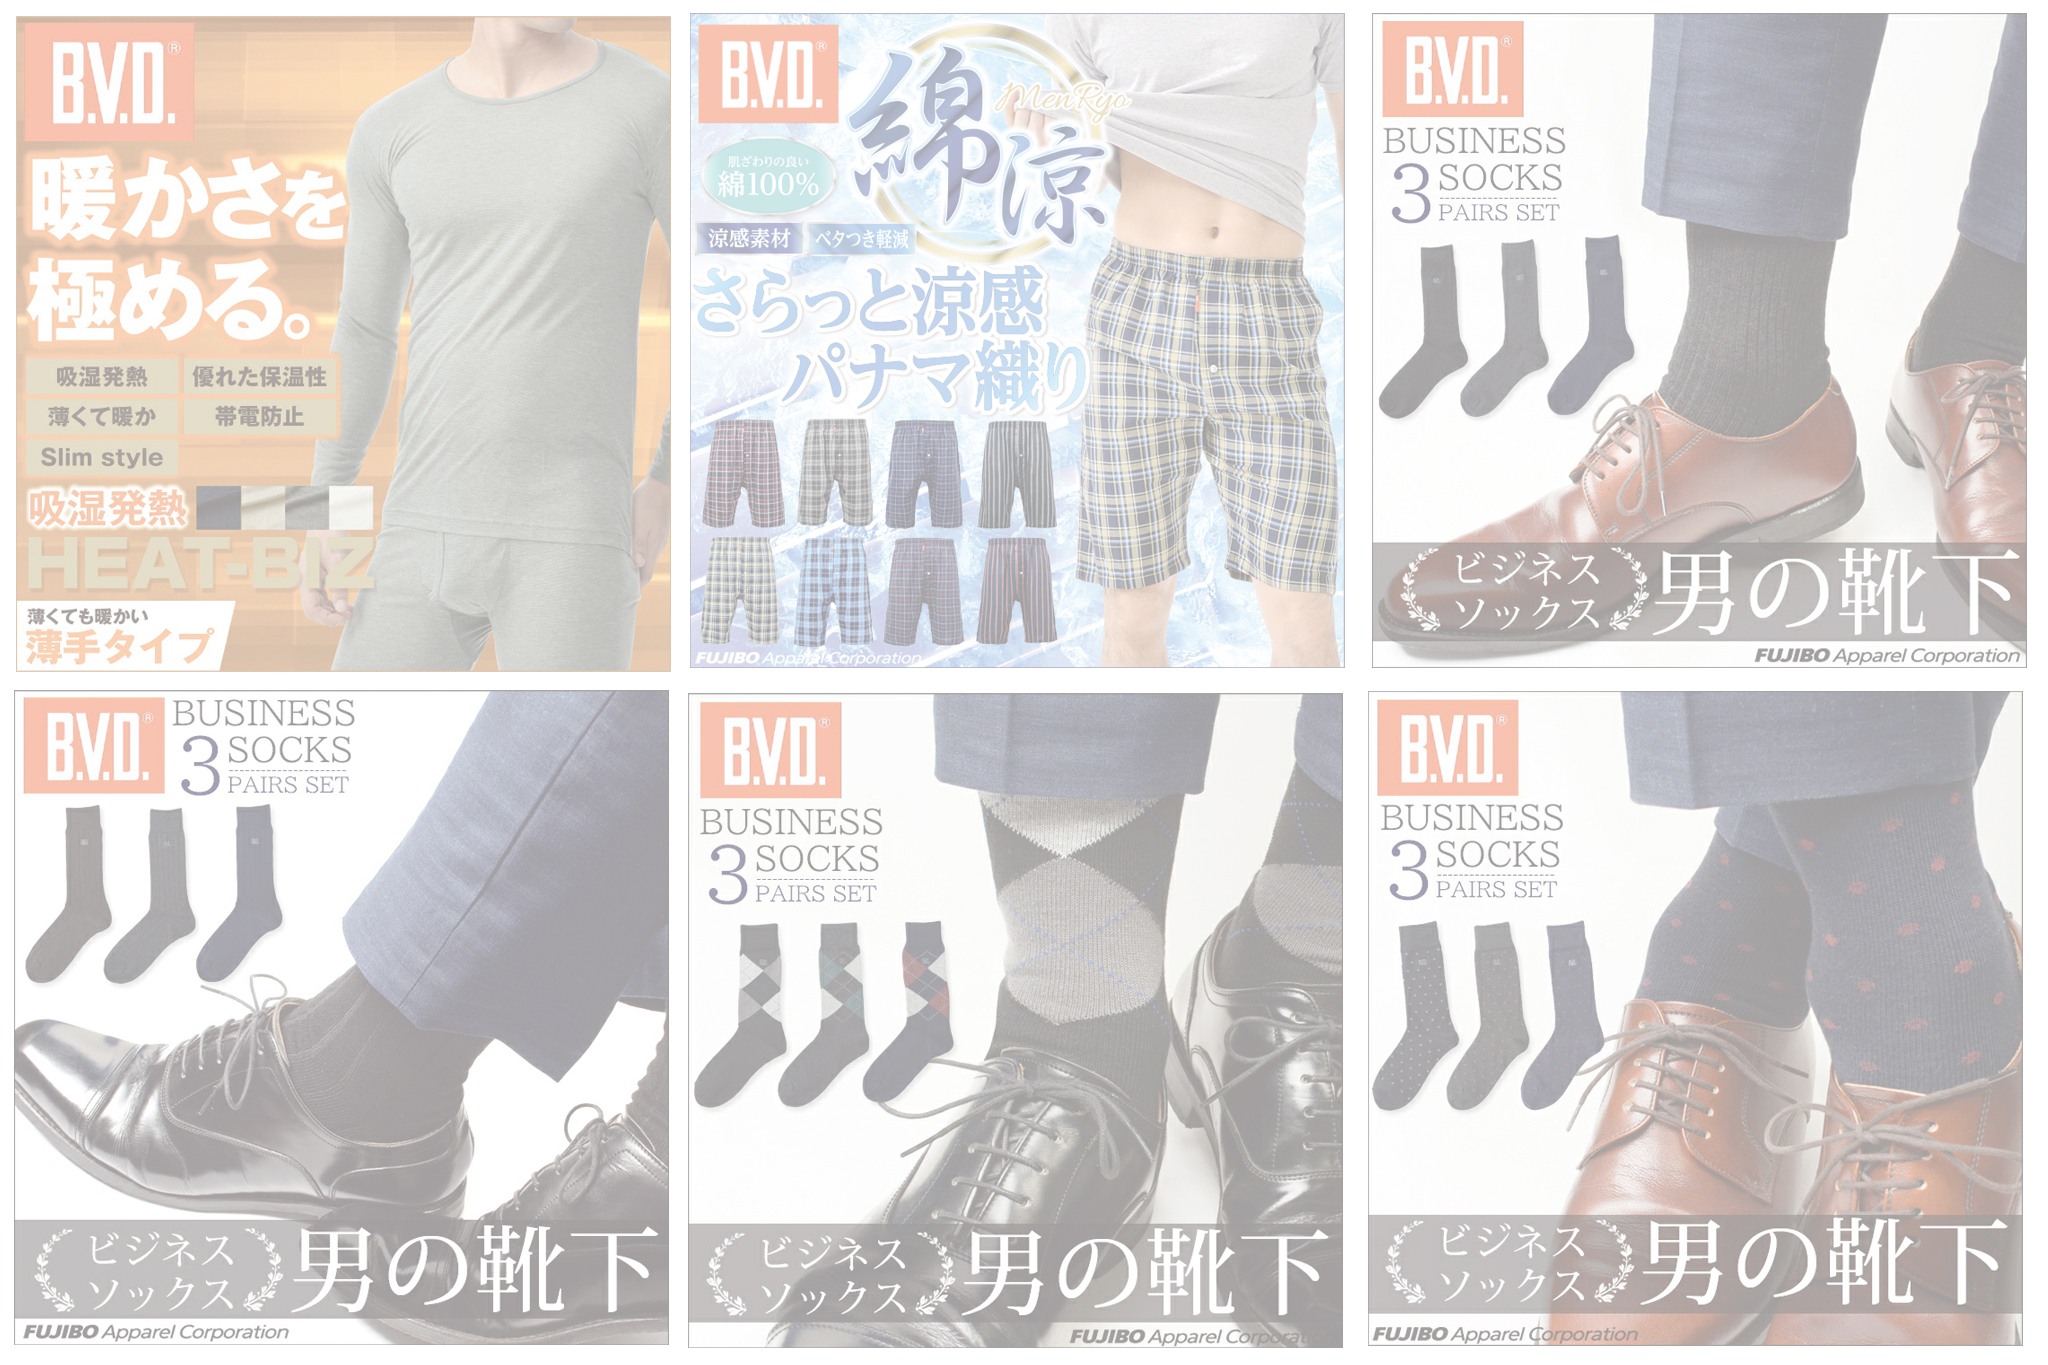 B.V.D.®
暖かさを
極める。
吸湿発熱
優れた保温性
薄くて暖か
帯電防止
Slim style
吸湿発熱
HEAT-BIZ
薄くても暖かい
薄手タイプ
B.V.D.®
綿涼
MenRyo
肌ざわりの良い
綿100%
涼感素材
ベタつき軽減
さらっと涼感
パナマ織り
FUJIBO Apparel Corporation
B.V.D.®
BUSINESS
3 SOCKS
PAIRS SET
ビジネス
ソックス
男の靴下
FUJIBO Apparel Corporation
B.V.D.®
BUSINESS
3 SOCKS
PAIRS SET
ビジネス
ソックス
男の靴下
FUJIBO Apparel Corporation
B.V.D.®
BUSINESS
3 SOCKS
PAIRS SET
ビジネス
ソックス
男の靴下
FUJIBO Apparel Corporation
B.V.D.®
BUSINESS
3 SOCKS
PAIRS SET
ビジネス
ソックス
男の靴下
FUJIBO Apparel Corporation